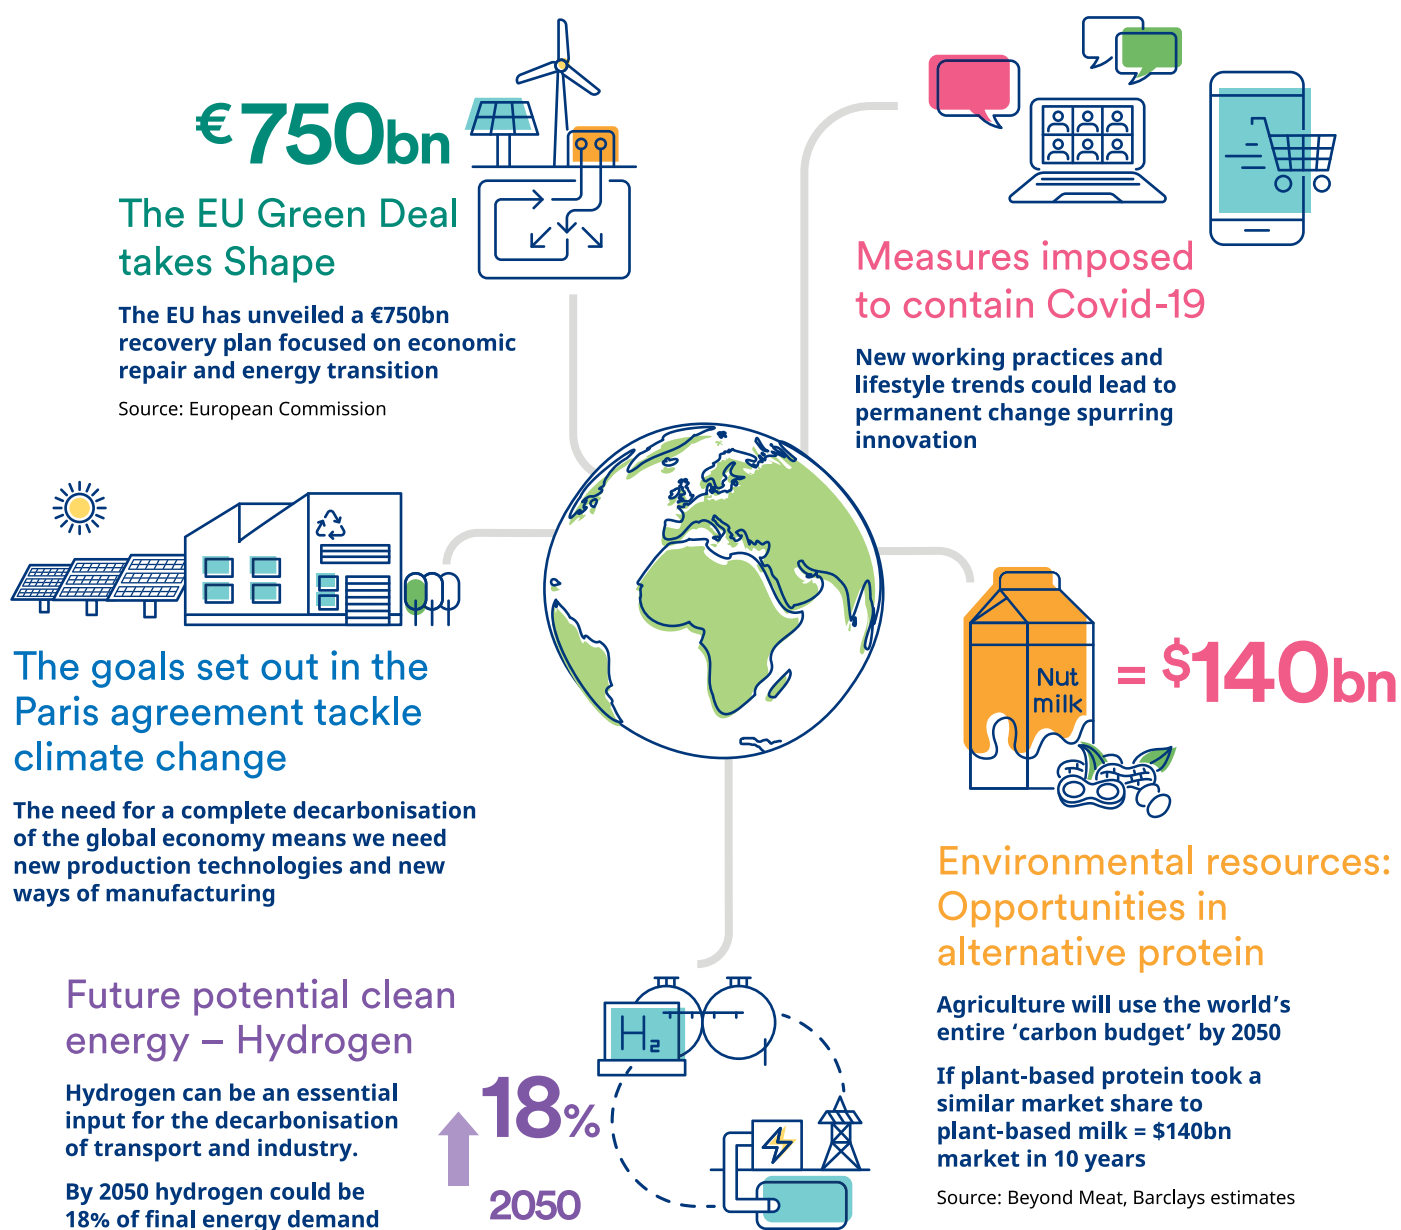 €750bn
The EU Green Deal
takes Shape
The EU has unveiled a €750bn
recovery plan focused on economic
repair and energy transition
Source: European Commission
Measures imposed
to contain Covid-19
New working practices and
lifestyle trends could lead to
permanent change spurring
innovation
The goals set out in the
Paris agreement tackle
climate change
The need for a complete decarbonisation
of the global economy means we need
new production technologies and new
ways of manufacturing
Nut
milk
= $140bn
Environmental resources:
Opportunities in
alternative protein
Agriculture will use the world’s
entire ‘carbon budget’ by 2050
If plant-based protein took a
similar market share to
plant-based milk = $140bn
market in 10 years
Source: Beyond Meat, Barclays estimates
Future potential clean
energy – Hydrogen
Hydrogen can be an essential
input for the decarbonisation
of transport and industry.
By 2050 hydrogen could be
18% of final energy demand
18%
2050
H₂